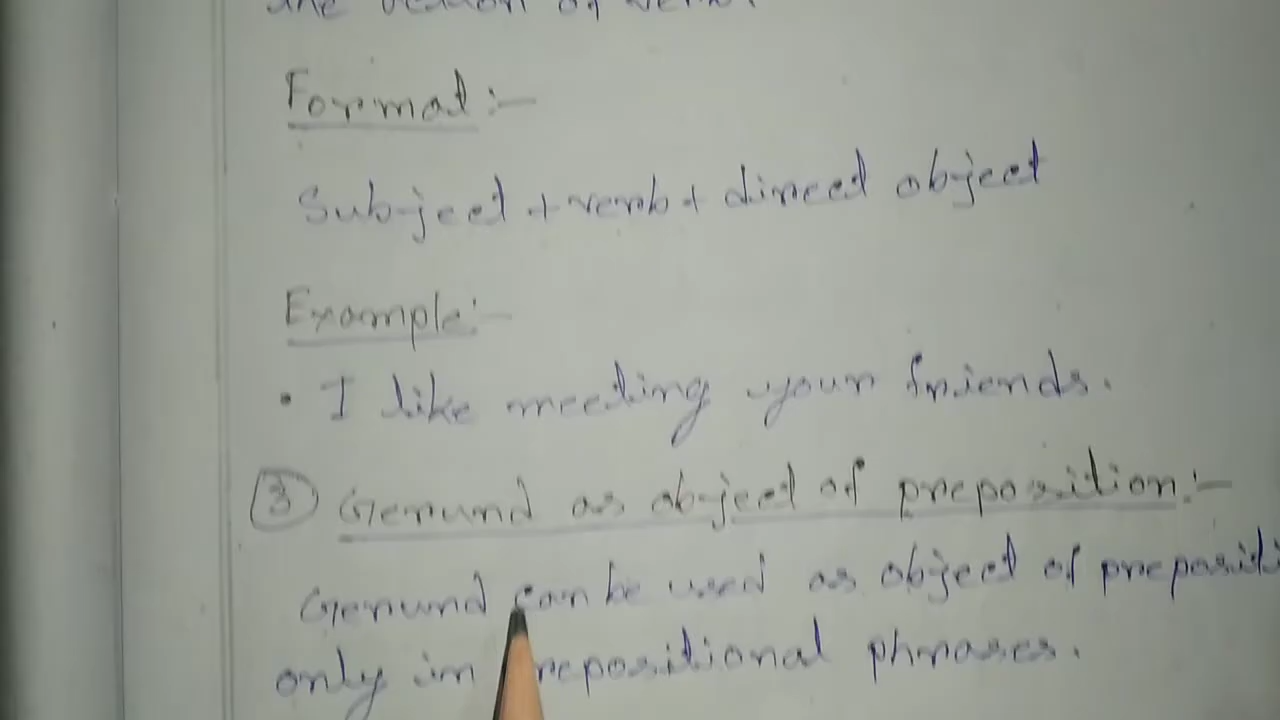 Format:-
Subject + verb + direct object
Example:-
• I like meeting your friends.
③ Gerund as object of preposition:-
Gerund can be used as object of
only in prepositional phrases.